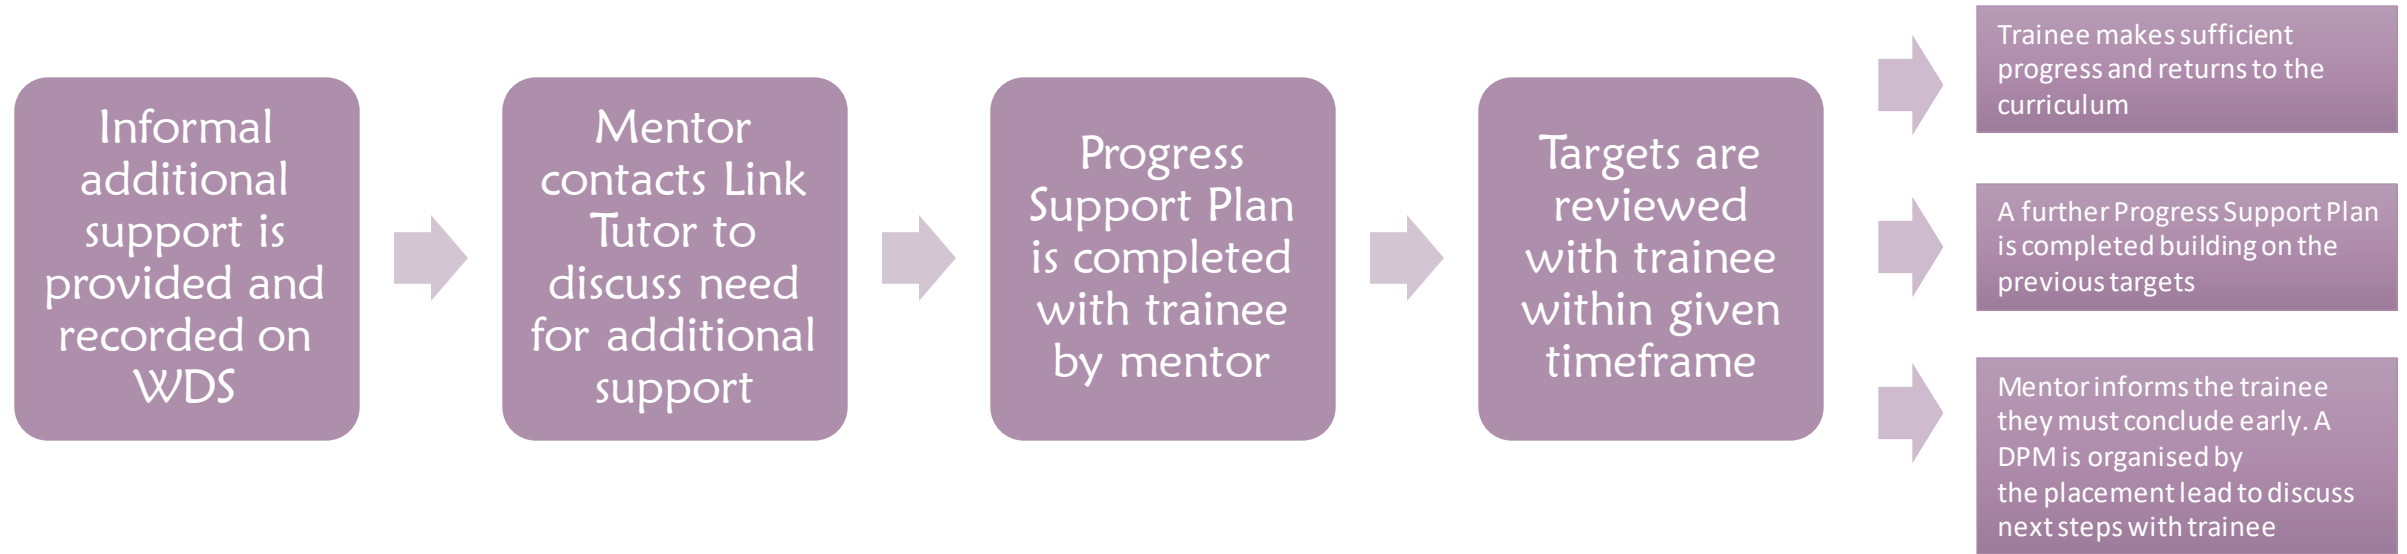 Informal
additional
support is
provided and
recorded on
WDS
Mentor
contacts Link
Tutor to
discuss need
for additional
support
Progress
Support Plan
is completed
with trainee
by mentor
Targets are
reviewed
with trainee
within given
timeframe
Trainee makes sufficient
progress and returns to the
curriculum
A further Progress Support Plan
is completed building on the
previous targets
Mentor informs the trainee
they must conclude early. A
DPM is organised by
the placement lead to discuss
next steps with trainee